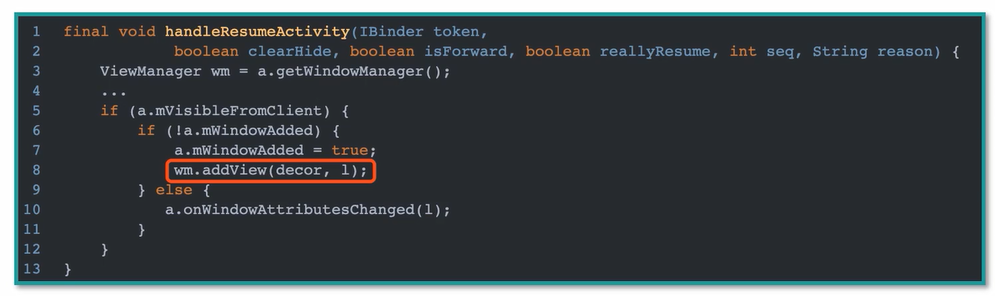 1 final void handleResumeActivity(IBinder token,
2 boolean clearHide, boolean isForward, boolean reallyResume, int seq, String reason) {
3 ViewManager wm = a.getWindowManager();
4 ...
5 if (a.mVisibleFromClient) {
6 if (!a.mWindowAdded) {
7 a.mWindowAdded = true;
8 wm.addView(decor, l);
9 } else {
10 a.onWindowAttributesChanged(l);
11 }
12 }
13 }